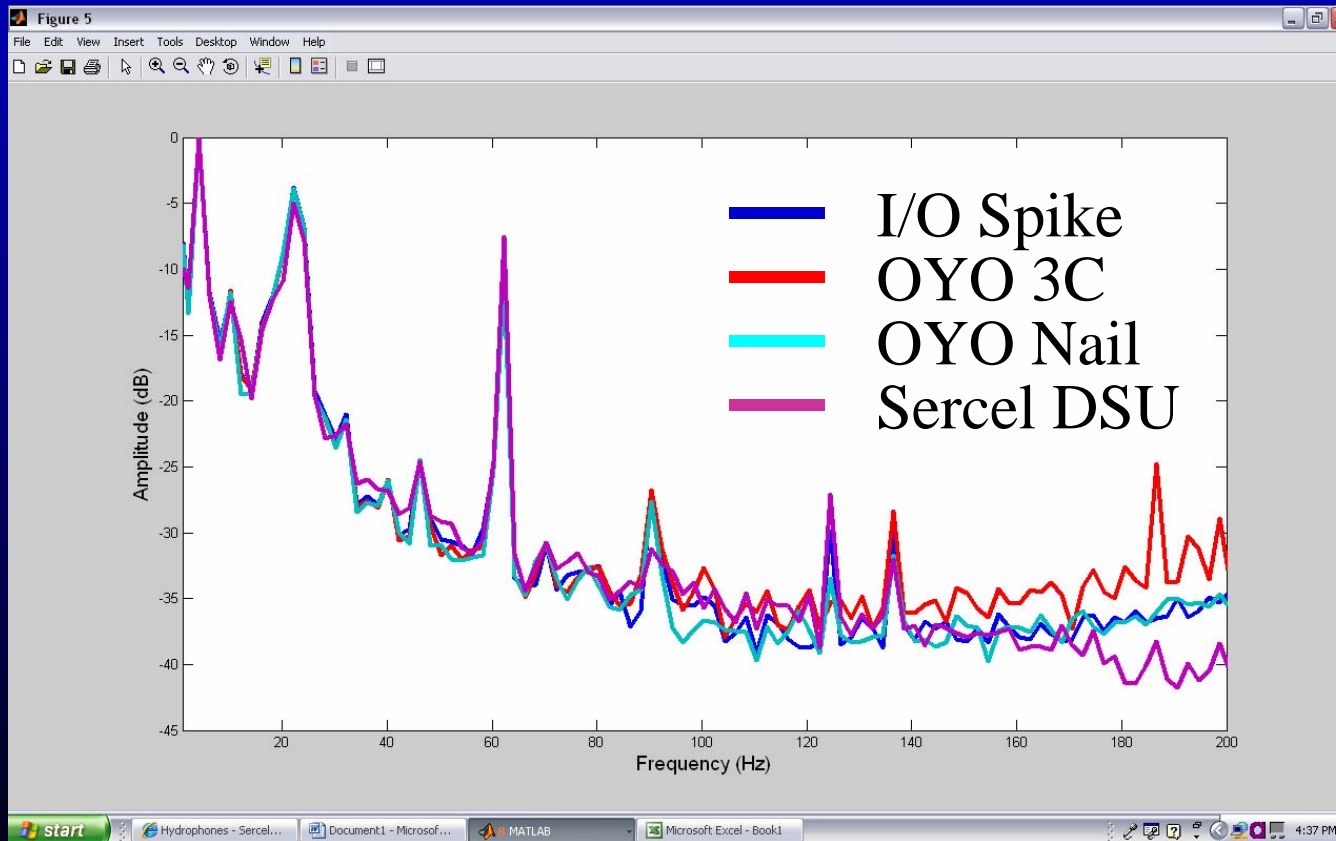 Figure 5
File Edit View Insert Tools Desktop Window Help
0
-5
-10
-15
-20
-25
-30
-35
-40
-45
Amplitude (dB)
I/O Spike
OYO 3C
OYO Nail
Sercel DSU
20 40 60 80 100 120 140 160 180 200
Frequency (Hz)
start Hydrophones - Sercel... Document1 - Microsof... MATLAB Microsoft Excel - Book1 4:37 PM